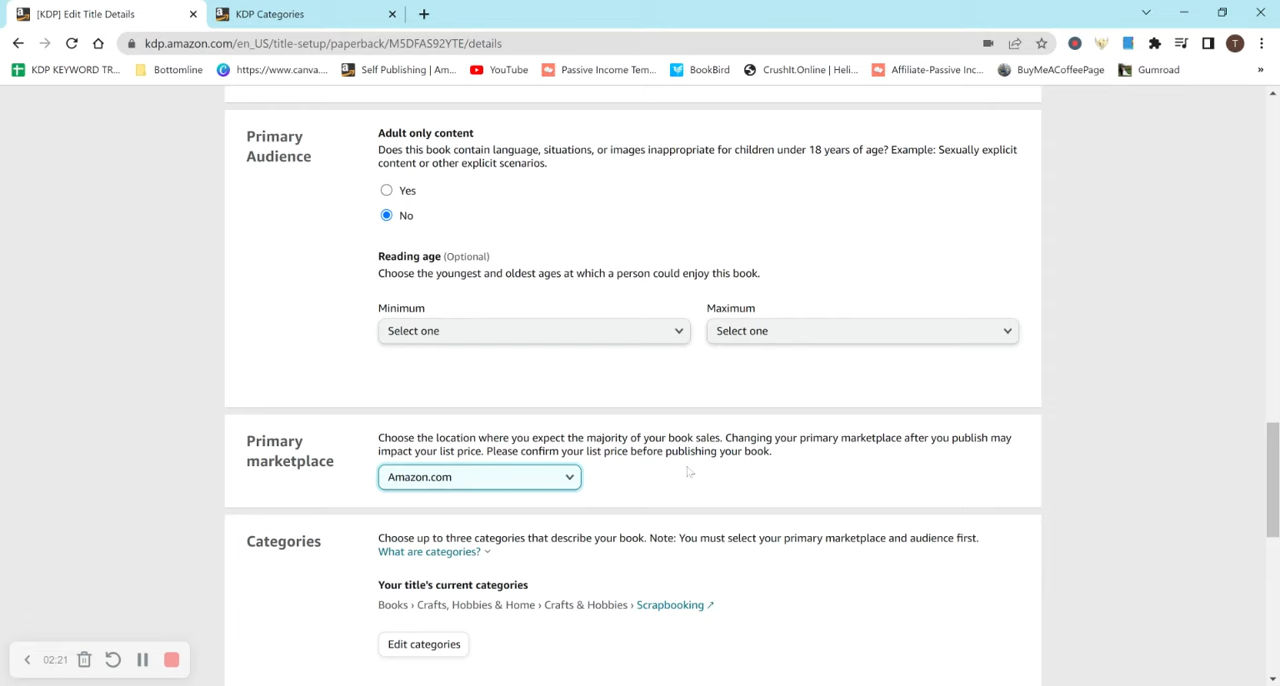 [KDP] Edit Title Details
KDP Categories
kdp.amazon.com/en_US/title-setup/paperback/M5DFAS92YTE/details
T
KDP KEYWORD TR...
Bottomline
https://www.canva....
Self Publishing | Am...
YouTube
Passive Income Tem...
BookBird
CrushIt.Online | Heli...
Affiliate-Passive Inc...
BuyMeACoffeePage
Gumroad
»
Primary
Audience
Adult only content
Does this book contain language, situations, or images inappropriate for children under 18 years of age? Example: Sexually explicit
content or other explicit scenarios.
Yes
No
Reading age (Optional)
Choose the youngest and oldest ages at which a person could enjoy this book.
Minimum
Maximum
Select one
Select one
Primary
marketplace
Choose the location where you expect the majority of your book sales. Changing your primary marketplace after you publish may
impact your list price. Please confirm your list price before publishing your book.
Amazon.com
Categories
Choose up to three categories that describe your book. Note: You must select your primary marketplace and audience first.
What are categories?
Your title's current categories
Books › Crafts, Hobbies & Home › Crafts & Hobbies › Scrapbooking ↗
Edit categories
02:21